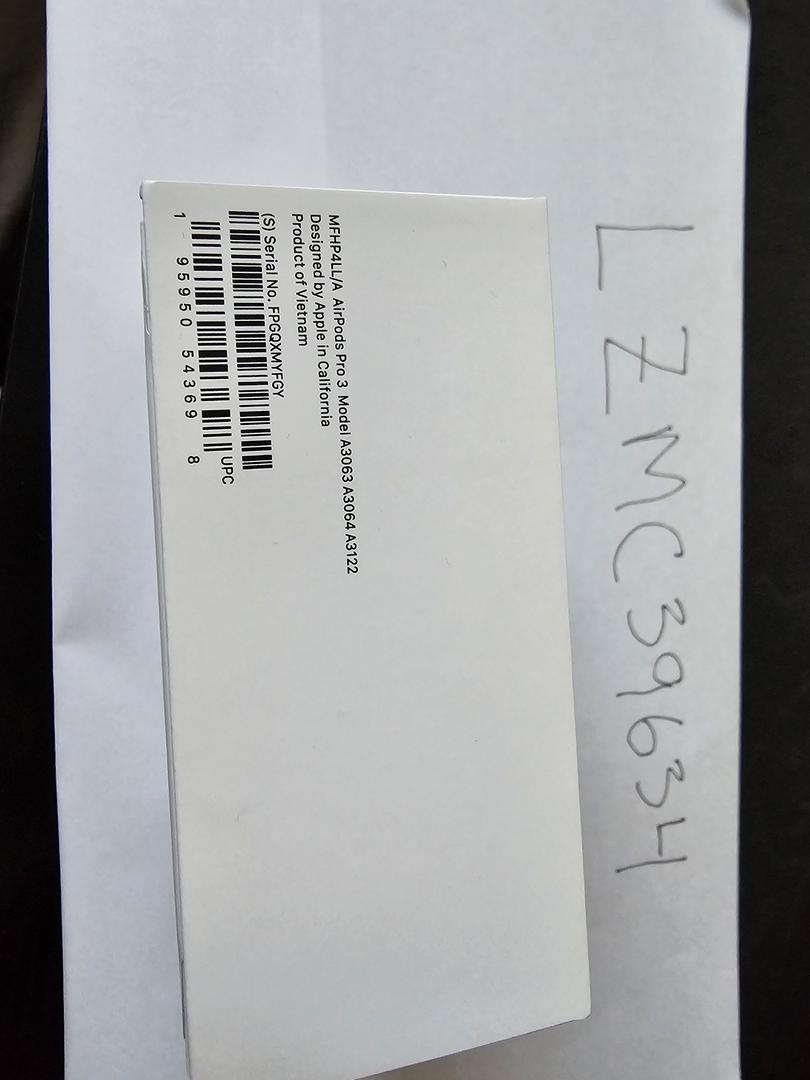 LZMC39634
MFHP4LL/A AirPods Pro 3 Model A3063 A3064 A3122
Designed by Apple in California
Product of Vietnam
(S) Serial No. FPGQXMYFGY
UPC
1 95950 54369 8